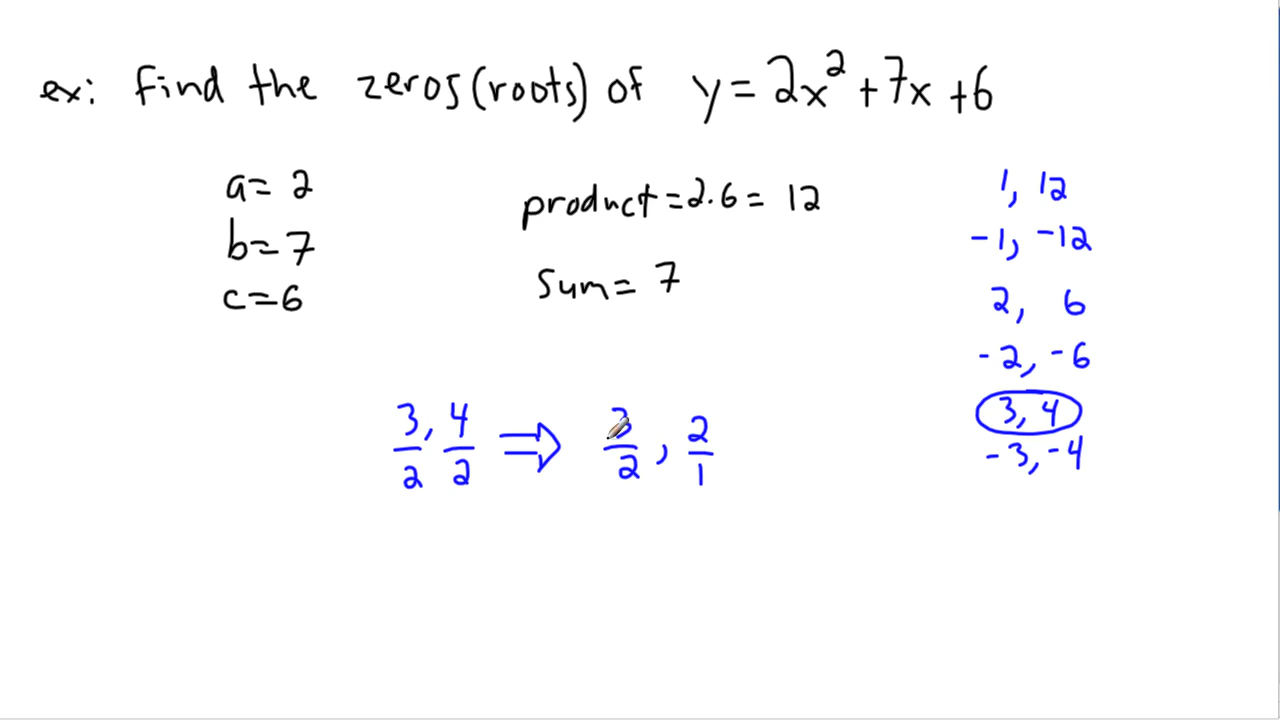 ex: find the zeros (roots) of y = 2x² + 7x + 6
a = 2
b = 7
c = 6
product = 2·6 = 12
sum = 7
1, 12
-1, -12
2, 6
-2, -6
3, 4
-3, -4
3/2, 4/2 ⇒ 3/2, 2/1